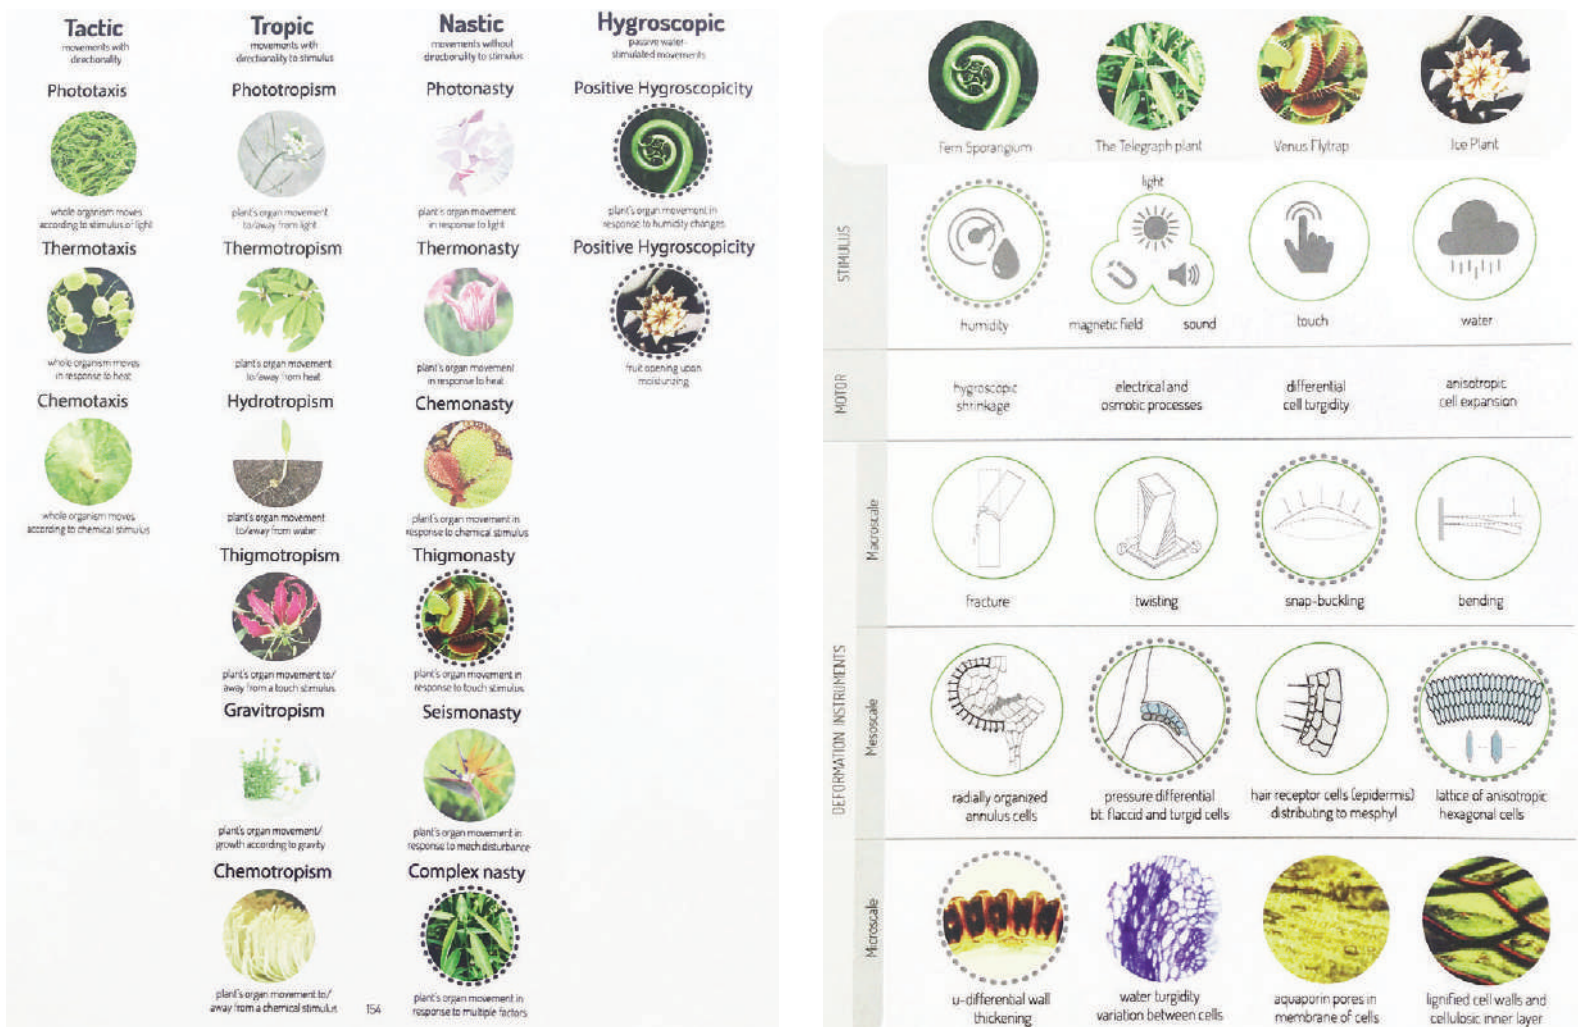 Tactic
movements with
directionality
Phototaxis
whole organism moves
according to stimulus of light
Thermotaxis
whole organism moves
in response to heat
Chemotaxis
whole organism moves
according to chemical stimulus
Tropic
movements with
directionality to stimulus
Phototropism
plant's organ movement
to/away from light
Thermotropism
plant's organ movement
to/away from heat
Hydrotropism
plant's organ movement
to/away from water
Thigmotropism
plant's organ movement to/
away from a touch stimulus
Gravitropism
plant's organ movement/
growth according to gravity
Chemotropism
plant's organ movement to/
away from a chemical stimulus
Nastic
movements without
directionality to stimulus
Photonasty
plant's organ movement
in response to light
Thermonasty
plant's organ movement
in response to heat
Chemonasty
plant's organ movement in
response to chemical stimulus
Thigmonasty
plant's organ movement in
response to touch stimulus
Seismonasty
plant's organ movement in
response to mech disturbance
Complex nasty
plant's organ movement in
response to multiple factors
Hygroscopic
passive water-
stimulated movements
Positive Hygroscopicity
plant's organ movement in
response to humidity changes
Positive Hygroscopicity
fruit opening upon
moisturizing
154
Fern Sporangium
The Telegraph plant
Venus Flytrap
Ice Plant
STIMULUS
humidity
light
magnetic field
sound
touch
water
MOTOR
hygroscopic
shrinkage
electrical and
osmotic processes
differential
cell turgidity
anisotropic
cell expansion
DEFORMATION INSTRUMENTS
Macroscale
fracture
twisting
snap-buckling
bending
Mesoscale
radially organized
annulus cells
pressure differential
bt. flaccid and turgid cells
hair receptor cells (epidermis)
distributing to mesphyl
lattice of anisotropic
hexagonal cells
Microscale
u-differential wall
thickening
water turgidity
variation between cells
aquaporin pores in
membrane of cells
lignified cell walls and
cellulosic inner layer